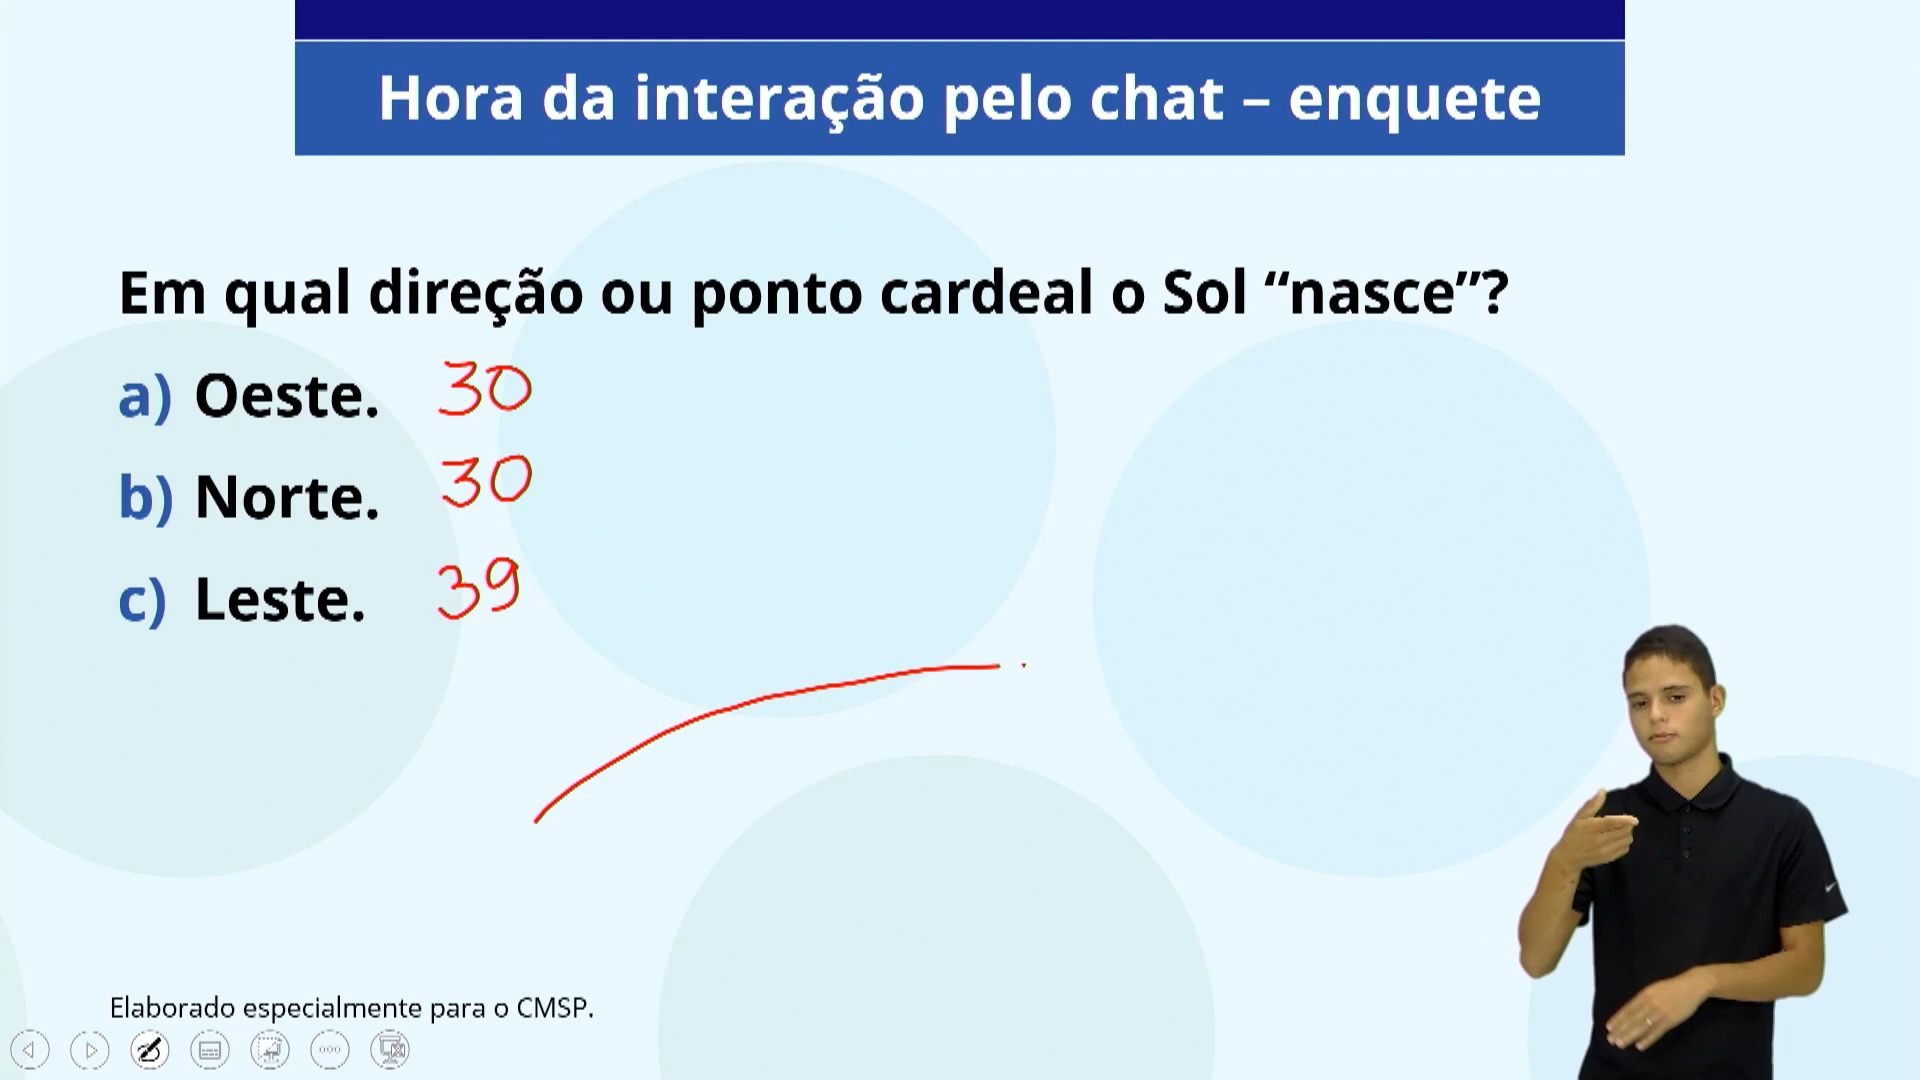 Hora da interação pelo chat – enquete
Em qual direção ou ponto cardeal o Sol “nasce”?
a) Oeste. 30
b) Norte. 30
c) Leste. 39
Elaborado especialmente para o CMSP.